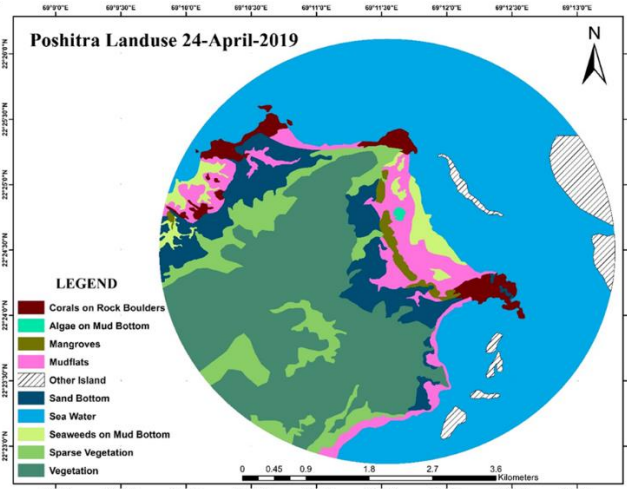 69°9'0"E 69°9'30"E 69°10'0"E 69°10'30"E 69°11'0"E 69°11'30"E 69°12'0"E 69°12'30"E 69°13'0"E
Poshitra Landuse 24-April-2019
N
22°26'0"N
22°25'30"N
22°25'0"N
22°24'30"N
22°24'0"N
22°23'30"N
22°23'0"N
LEGEND
Corals on Rock Boulders
Algae on Mud Bottom
Mangroves
Mudflats
Other Island
Sand Bottom
Sea Water
Seaweeds on Mud Bottom
Sparse Vegetation
Vegetation
0 0.45 0.9 1.8 2.7 3.6
Kilometers